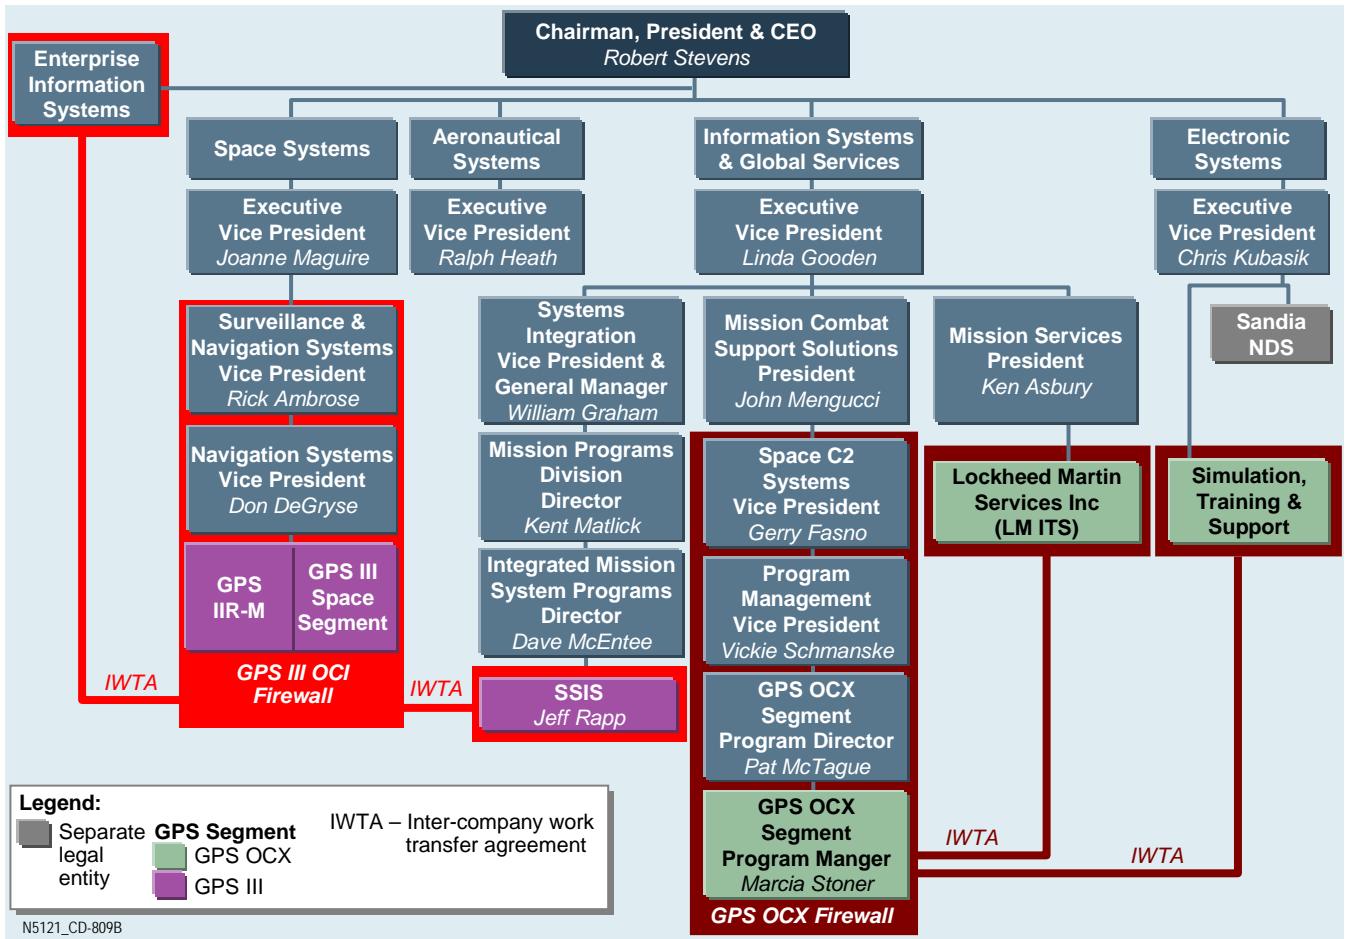 Chairman, President & CEO
Robert Stevens
Enterprise
Information
Systems
Space Systems
Aeronautical
Systems
Information Systems
& Global Services
Electronic
Systems
Executive
Vice President
Joanne Maguire
Executive
Vice President
Ralph Heath
Executive
Vice President
Linda Gooden
Executive
Vice President
Chris Kubasik
Surveillance &
Navigation Systems
Vice President
Rick Ambrose
Systems
Integration
Vice President &
General Manager
William Graham
Mission Combat
Support Solutions
President
John Mengucci
Mission Services
President
Ken Asbury
Sandia
NDS
Navigation Systems
Vice President
Don DeGryse
Mission Programs
Division
Director
Kent Matlick
Space C2
Systems
Vice President
Gerry Fasno
Lockheed Martin
Services Inc
(LM ITS)
Simulation,
Training &
Support
GPS
IIR-M
GPS III
Space
Segment
Integrated Mission
System Programs
Director
Dave McEntee
Program
Management
Vice President
Vickie Schmanske
IWTA
GPS III OCI
Firewall
IWTA
SSIS
Jeff Rapp
GPS OCX
Segment
Program Director
Pat McTague
GPS OCX
Segment
Program Manger
Marcia Stoner
IWTA
IWTA
GPS OCX Firewall
Legend:
Separate
legal
entity
GPS Segment
GPS OCX
GPS III
IWTA – Inter-company work
transfer agreement
N5121_CD-809B